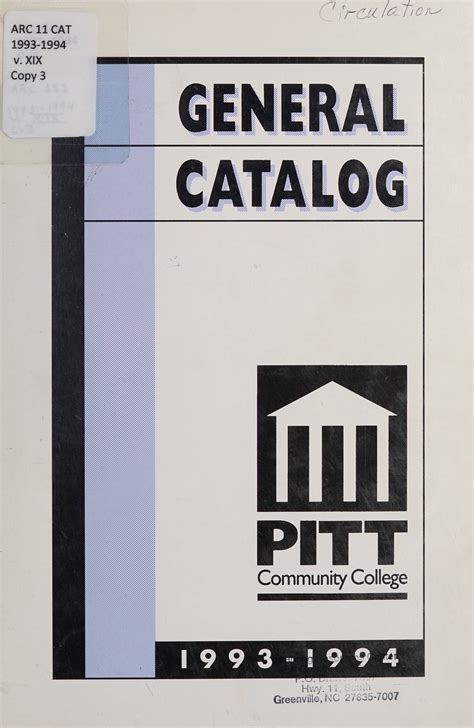 Circulation
ARC 11 CAT
1993-1994
v. XIX
Copy 3
GENERAL
CATALOG
PITT
Community College
1993-1994
P.O.
Hwy. 11, South
Greenville, NC 27835-7007